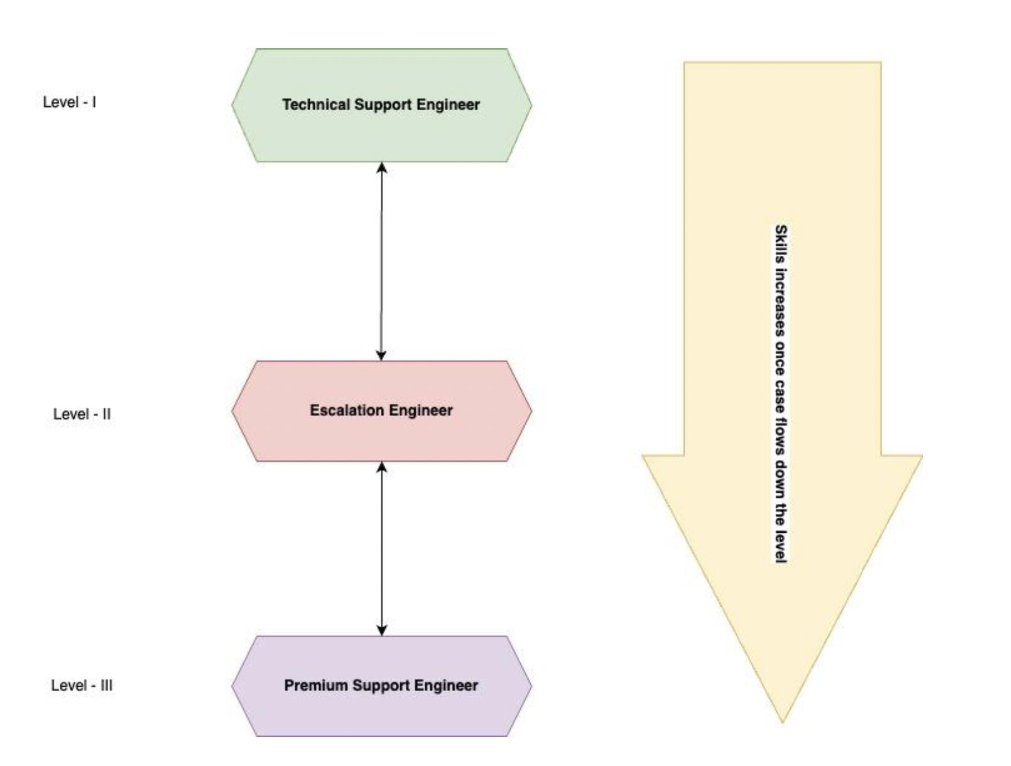 Level - I
Technical Support Engineer
Skills increases once case flows down the level
Level - II
Escalation Engineer
Level - III
Premium Support Engineer